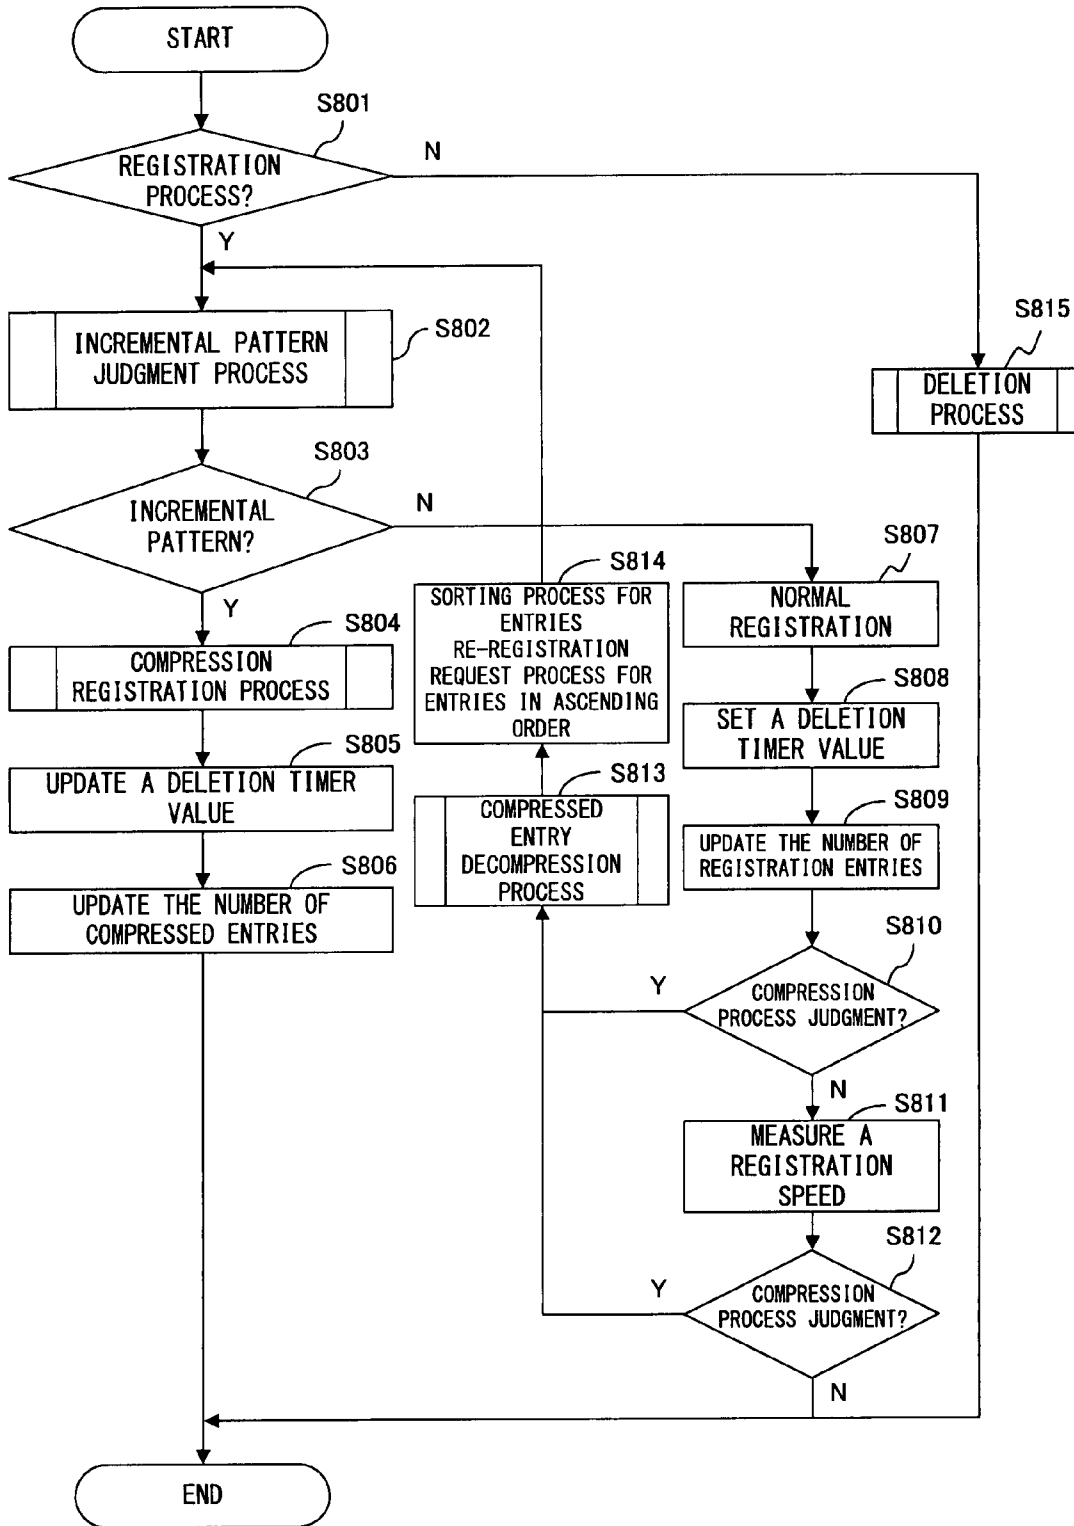 START
S801
REGISTRATION
PROCESS?
N
Y
INCREMENTAL PATTERN
JUDGMENT PROCESS
S802
S815
DELETION
PROCESS
S803
INCREMENTAL
PATTERN?
N
Y
S804
COMPRESSION
REGISTRATION PROCESS
S805
UPDATE A DELETION TIMER
VALUE
S806
UPDATE THE NUMBER OF
COMPRESSED ENTRIES
S814
SORTING PROCESS FOR
ENTRIES
RE-REGISTRATION
REQUEST PROCESS FOR
ENTRIES IN ASCENDING
ORDER
S813
COMPRESSED
ENTRY
DECOMPRESSION
PROCESS
S807
NORMAL
REGISTRATION
S808
SET A DELETION
TIMER VALUE
S809
UPDATE THE NUMBER OF
REGISTRATION ENTRIES
S810
COMPRESSION
PROCESS JUDGMENT?
Y
N
S811
MEASURE A
REGISTRATION
SPEED
S812
COMPRESSION
PROCESS JUDGMENT?
Y
N
END